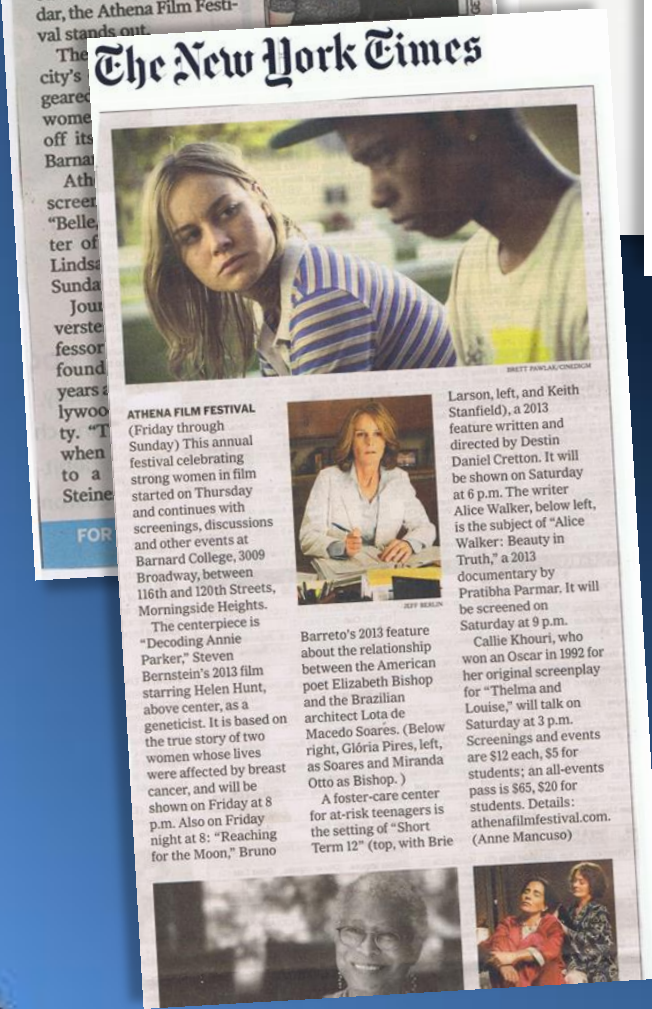 dar, the Athena Film Festi-
val stands out.
The
city's
geared
wome
off its
Barna
Ath
screen
"Belle,
ter of
Lindsa
Sunda
Jour
verste
fessor
found
years a
lywoo
ty. "T
when
to a
Steine
FOR
The New York Times
BRETT PAWLAK/CINEDIGM
ATHENA FILM FESTIVAL
(Friday through
Sunday) This annual
festival celebrating
strong women in film
started on Thursday
and continues with
screenings, discussions
and other events at
Barnard College, 3009
Broadway, between
116th and 120th Streets,
Morningside Heights.
The centerpiece is
"Decoding Annie
Parker," Steven
Bernstein's 2013 film
starring Helen Hunt,
above center, as a
geneticist. It is based on
the true story of two
women whose lives
were affected by breast
cancer, and will be
shown on Friday at 8
p.m. Also on Friday
night at 8: "Reaching
for the Moon," Bruno
JEFF BERLIN
Barreto's 2013 feature
about the relationship
between the American
poet Elizabeth Bishop
and the Brazilian
architect Lota de
Macedo Soares. (Below
right, Glória Pires, left,
as Soares and Miranda
Otto as Bishop. )
A foster-care center
for at-risk teenagers is
the setting of "Short
Term 12" (top, with Brie
Larson, left, and Keith
Stanfield), a 2013
feature written and
directed by Destin
Daniel Cretton. It will
be shown on Saturday
at 6 p.m. The writer
Alice Walker, below left,
is the subject of "Alice
Walker: Beauty in
Truth," a 2013
documentary by
Pratibha Parmar. It will
be screened on
Saturday at 9 p.m.
Callie Khouri, who
won an Oscar in 1992 for
her original screenplay
for "Thelma and
Louise," will talk on
Saturday at 3 p.m.
Screenings and events
are $12 each, $5 for
students; an all-events
pass is $65, $20 for
students. Details:
athenafilmfestival.com.
(Anne Mancuso)